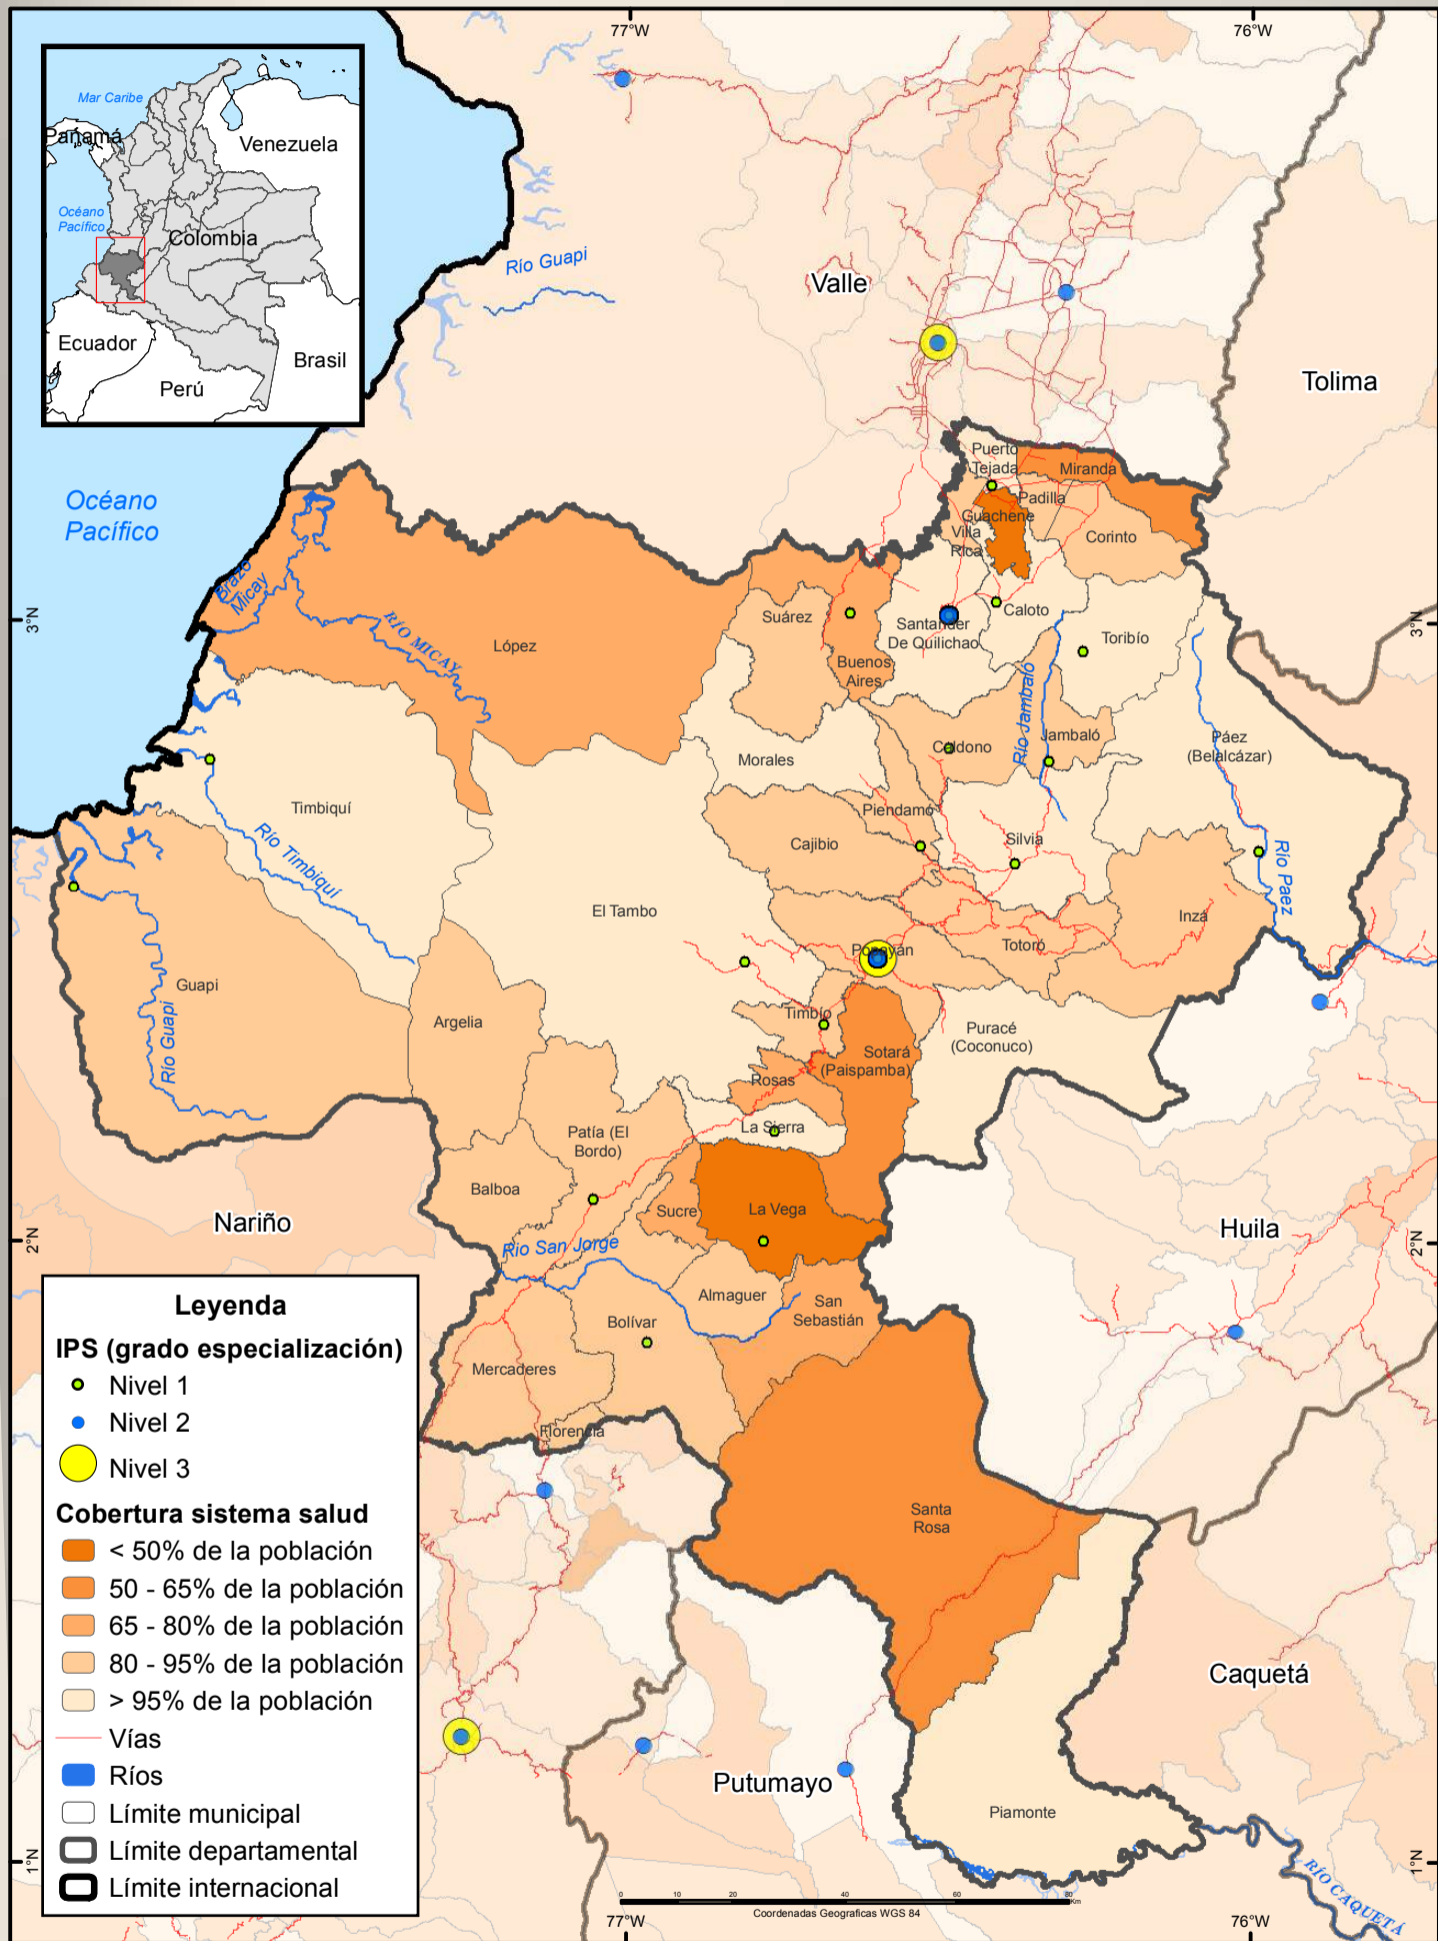 77°W
76°W
Mar Caribe
Panamá
Venezuela
Océano
Pacífico
Colombia
Ecuador
Perú
Brasil
Río Guapi
Valle
Tolima
Océano
Pacífico
Puerto
Tejada
Miranda
Padilla
Guachene
Villa
Rica
Corinto
Brazo
Micay
RÍO MICAY
López
Suárez
Buenos
Aires
Santander
De Quilichao
Caloto
Toribío
3°N
3°N
Río Jambaló
Jambaló
Caldono
Páez
(Belalcázar)
Morales
Timbiquí
Río Timbiquí
Piendamó
Cajibio
Silvia
Río Paez
El Tambo
Inzá
Popayán
Totoró
Guapi
Río Guapi
Argelia
Timbío
Sotará
(Paispamba)
Puracé
(Coconuco)
Rosas
La Sierra
Patía (El
Bordo)
Balboa
Sucre
La Vega
Nariño
Huila
2°N
2°N
Rio San Jorge
Almaguer
San
Sebastián
Bolívar
Mercaderes
Florencia
Santa
Rosa
Caquetá
Putumayo
Piamonte
RÍO CAQUETÁ
1°N
1°N
Leyenda
IPS (grado especialización)
Nivel 1
Nivel 2
Nivel 3
Cobertura sistema salud
< 50% de la población
50 - 65% de la población
65 - 80% de la población
80 - 95% de la población
> 95% de la población
Vías
Ríos
Límite municipal
Límite departamental
Límite internacional
0 10 20 40 60 80
Km
Coordenadas Geograficas WGS 84
77°W
76°W